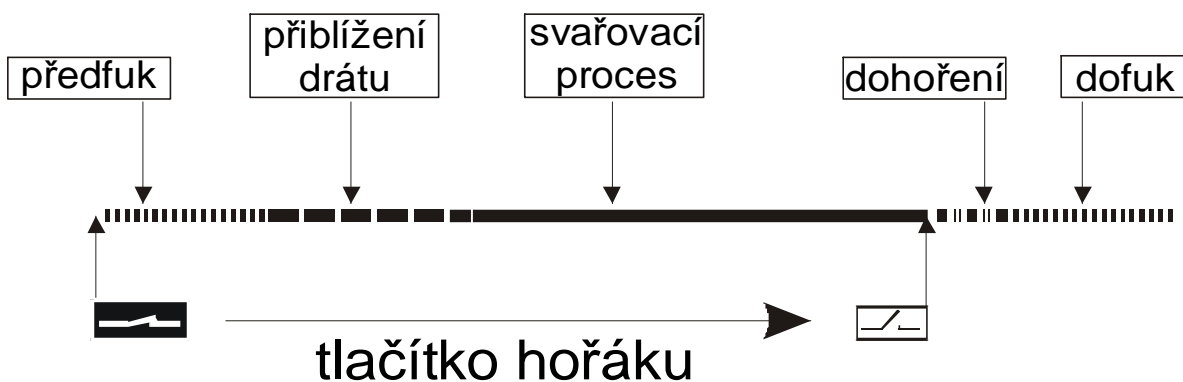 předfuk
přiblížení
drátu
svařovací
proces
dohoření
dofuk
tlačítko hořáku